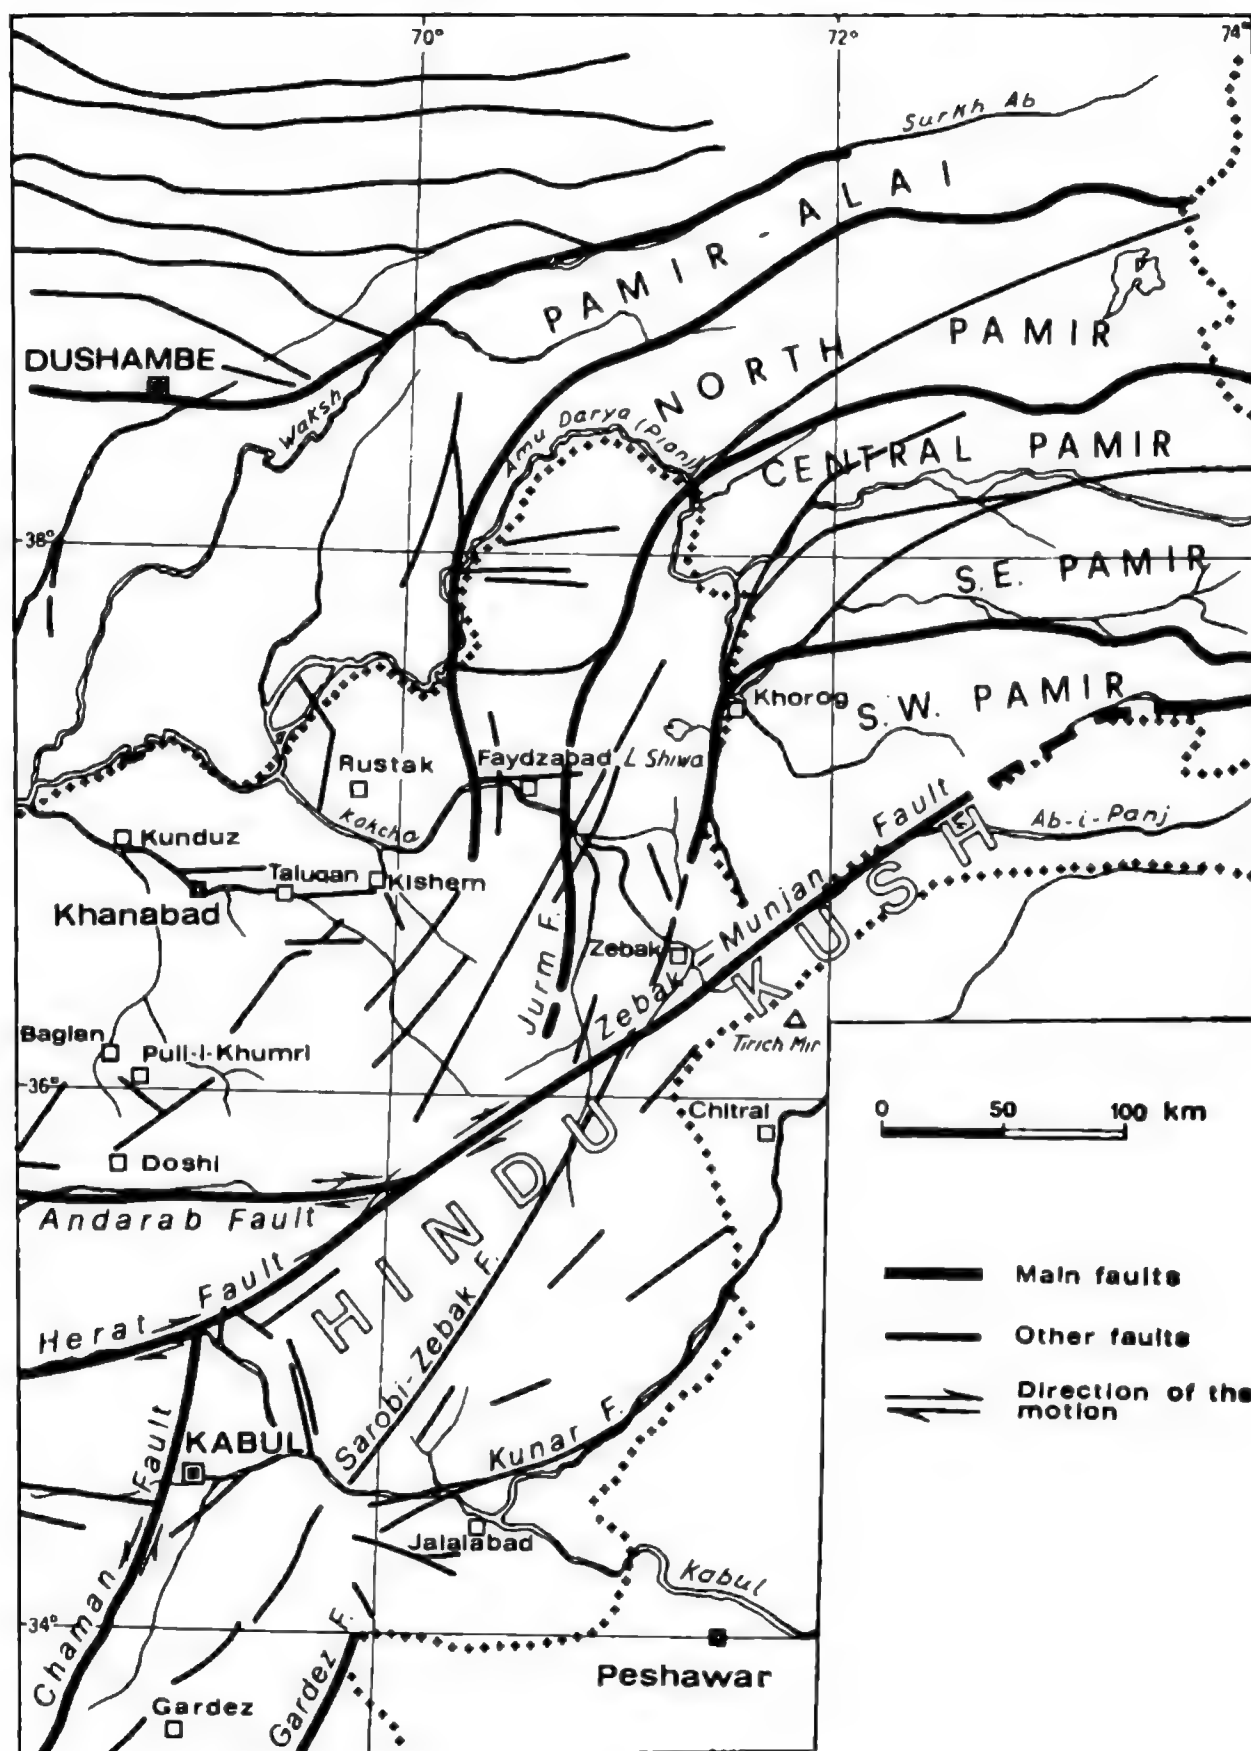 70°
72°
74°
Surkh Ab
PAMIR - ALAI
DUSHAMBE
Waksh
NORTH PAMIR
Amu Darya (Pianj)
CENTRAL PAMIR
38°
S.E. PAMIR
Khorog
S.W. PAMIR
Rustak
Faydzabad
L Shiwa
Kokcha
Kunduz
Taluqan
Kishem
Khanabad
Ab-i-Panj
Zebak - Munjan Fault
Jurm F.
Zebak
HINDU KUSH
Tirich Mir
Baglan
Pull-i-Khumri
36°
Chitral
0 50 100 km
Doshi
Andarab Fault
Herat Fault
Main faults
Other faults
Direction of the
motion
Sarobi-Zebak F.
Kunar F.
KABUL
Chaman Fault
Jalalabad
Kabul
34°
Peshawar
Gardez F.
Gardez